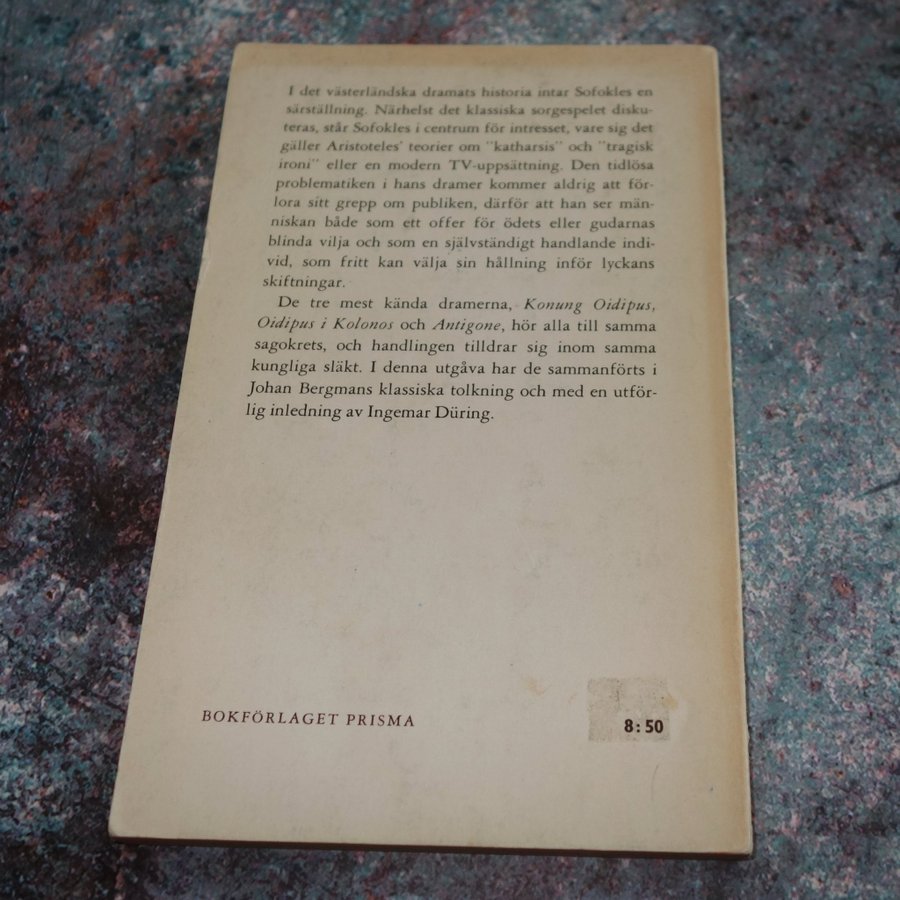 I det västerländska dramats historia intar Sofokles en
särställning. Närhelst det klassiska sorgespelet disku-
teras, står Sofokles i centrum för intresset, vare sig det
gäller Aristoteles' teorier om "katharsis" och "tragisk
ironi" eller en modern TV-uppsättning. Den tidlösa
problematiken i hans dramer kommer aldrig att för-
lora sitt grepp om publiken, därför att han ser män-
niskan både som ett offer för ödets eller gudarnas
blinda vilja och som en självständigt handlande indi-
vid, som fritt kan välja sin hållning inför lyckans
skiftningar.
De tre mest kända dramerna, Konung Oidipus,
Oidipus i Kolonos och Antigone, hör alla till samma
sagokrets, och handlingen tilldrar sig inom samma
kungliga släkt. I denna utgåva har de sammanförts i
Johan Bergmans klassiska tolkning och med en utför-
lig inledning av Ingemar Düring.
BOKFÖRLAGET PRISMA
8:50